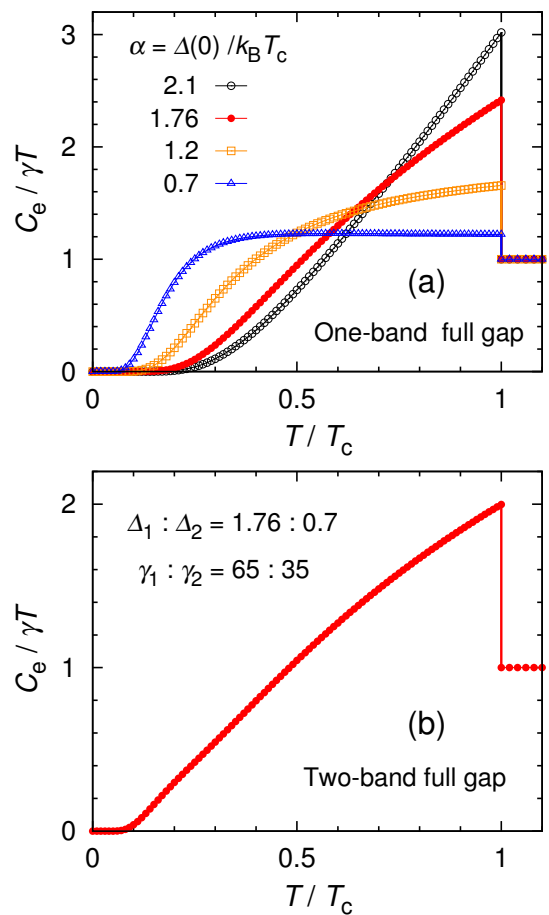 3
2
1
0
C_e / γT
α = Δ(0) /k_B T_c
2.1
1.76
1.2
0.7
(a)
One-band full gap
0 0.5 1
T / T_c
2
1
0
C_e / γT
Δ_1 : Δ_2 = 1.76 : 0.7
γ_1 : γ_2 = 65 : 35
(b)
Two-band full gap
0 0.5 1
T / T_c